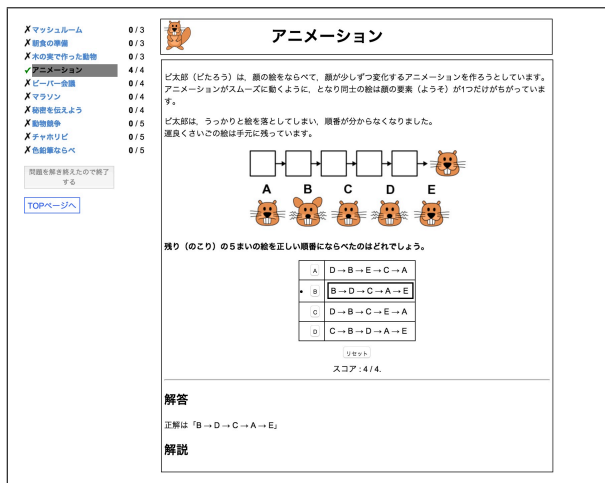 ✗マッシュルーム 0 / 3
✗朝食の準備 0 / 3
✗木の実で作った動物 0 / 3
✓アニメーション 4 / 4
✗ビーバー会議 0 / 4
✗マラソン 0 / 4
✗秘密を伝えよう 0 / 4
✗動物競争 0 / 5
✗チャホリビ 0 / 5
✗色鉛筆ならべ 0 / 5
問題を解き終えたので終了
する
TOPページへ
アニメーション
ビ太郎（びたろう）は，顔の絵をならべて，顔が少しずつ変化するアニメーションを作ろうとしています。
アニメーションがスムーズに動くように，となり同士の絵は顔の要素（ようそ）が1つだけがちがっていま
す。
ビ太郎は，うっかりと絵を落としてしまい，順番が分からなくなりました。
運良くさいごの絵は手元に残っています。
A B C D E
残り（のこり）の５まいの絵を正しい順番にならべたのはどれでしょう。
A D→B→E→C→A
B B→D→C→A→E
C D→B→C→E→A
D C→B→D→A→E
リセット
スコア : 4 / 4.
解答
正解は「B→D→C→A→E」
解説